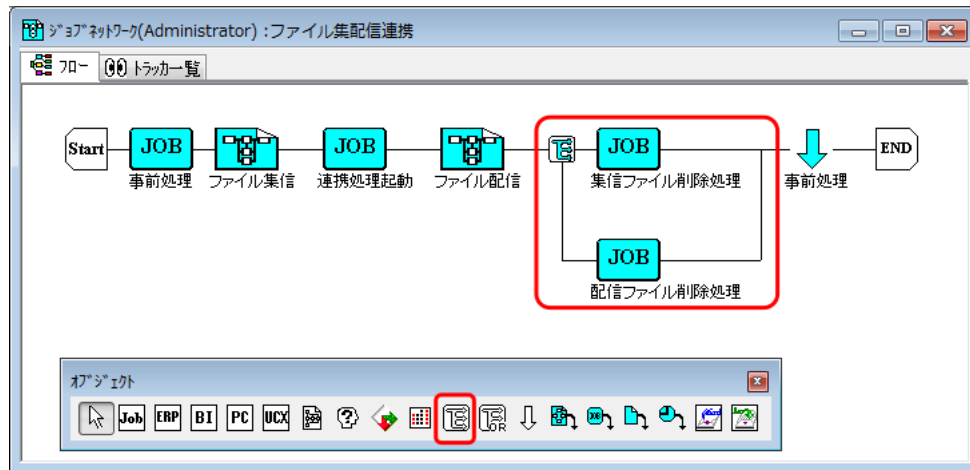 ｼﾞｮﾌﾞﾈｯﾄﾜｰｸ(Administrator) :ファイル集配信連携
ﾌﾛｰ ﾄﾗｯｶ一覧
Start JOB JOB JOB END
事前処理 ファイル集信 連携処理起動 ファイル配信 集信ファイル削除処理 事前処理
JOB
配信ファイル削除処理
ｵﾌﾞｼﾞｪｸﾄ
Job ERP BI PC UCX OR